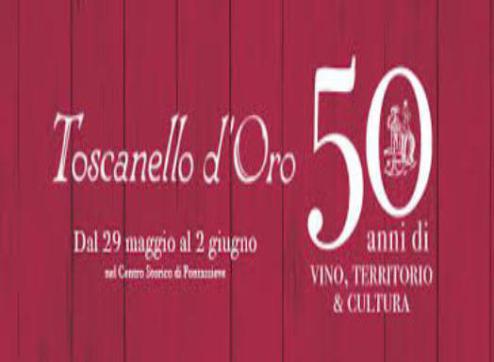 Toscanello d'Oro
Dal 29 maggio al 2 giugno
nel Centro Storico di Pontassieve
50
anni di
VINO, TERRITORIO
& CULTURA